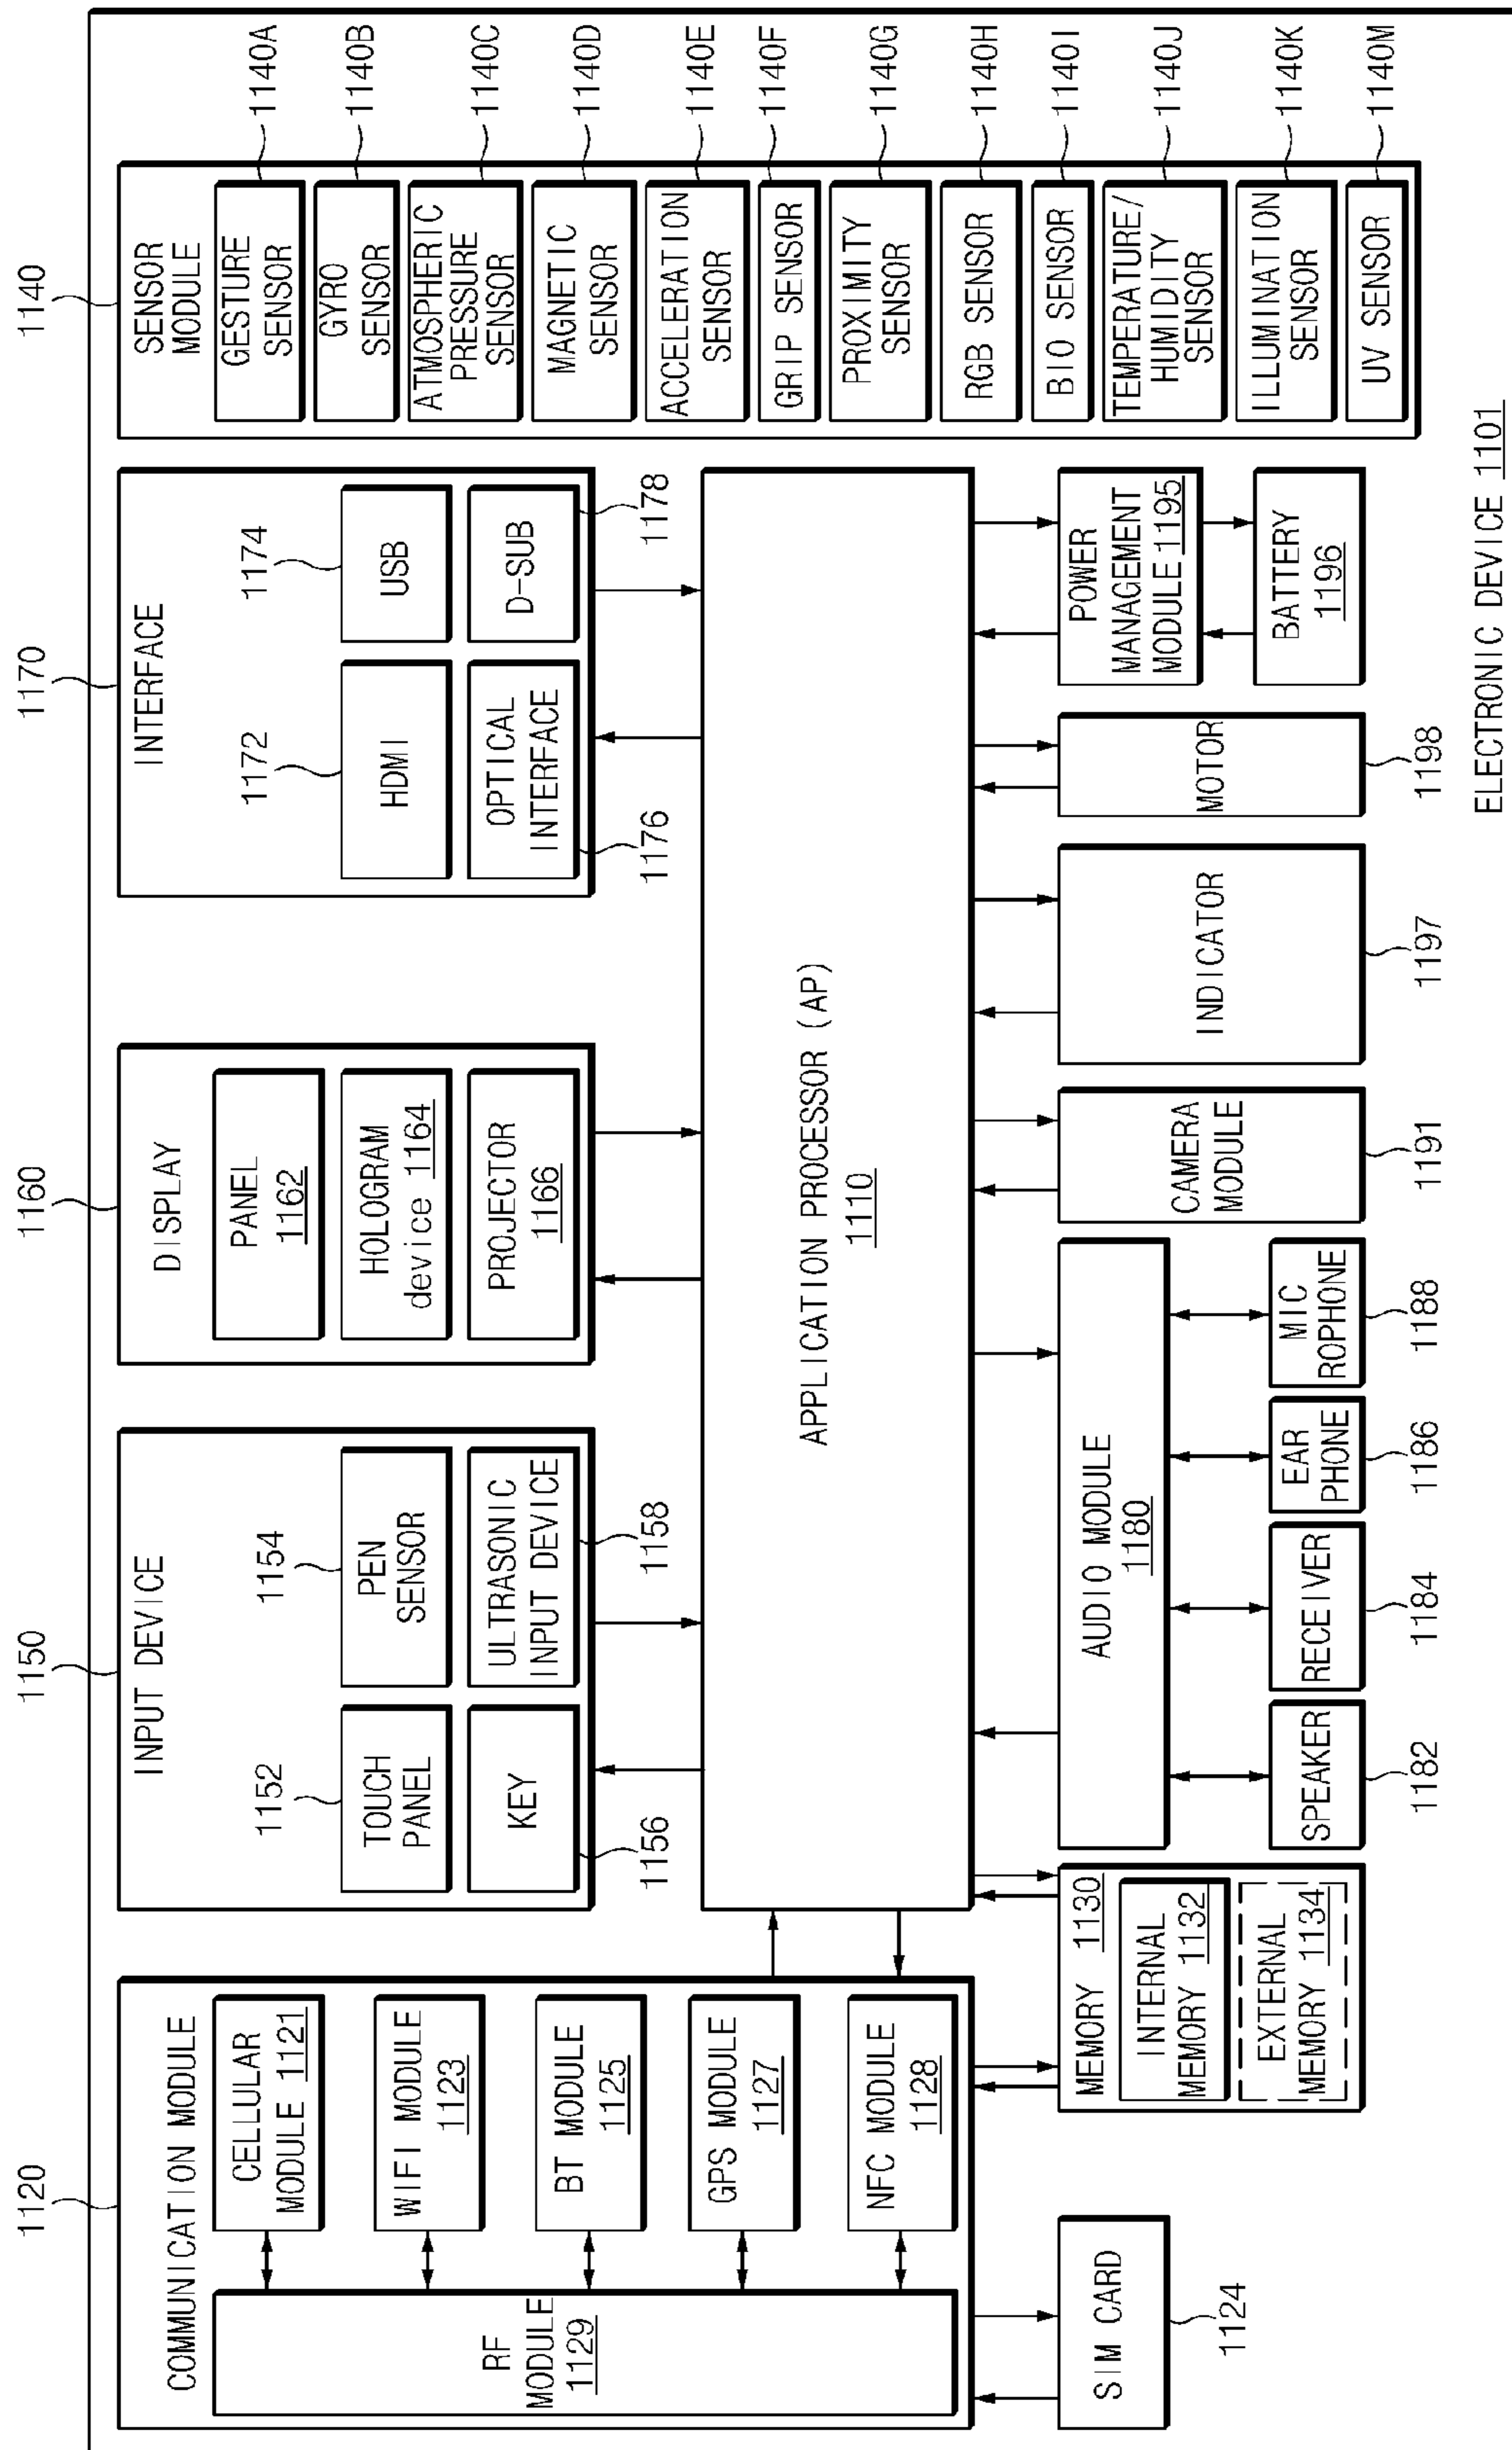 1120
COMMUNICATION MODULE
CELLULAR
MODULE 1121
WIFI MODULE
1123
BT MODULE
1125
GPS MODULE
1127
NFC MODULE
1128
RF
MODULE
1129
SIM CARD
1124
1150
INPUT DEVICE
1152
1154
TOUCH
PANEL
PEN
SENSOR
KEY
ULTRASONIC
INPUT DEVICE
1156
1158
1160
DISPLAY
PANEL
1162
HOLOGRAM
device 1164
PROJECTOR
1166
1170
INTERFACE
1172
1174
HDMI
USB
OPTICAL
INTERFACE
D-SUB
1176
1178
1140
SENSOR
MODULE
GESTURE
SENSOR
1140A
GYRO
SENSOR
1140B
ATMOSPHERIC
PRESSURE
SENSOR
1140C
MAGNETIC
SENSOR
1140D
ACCELERATION
SENSOR
1140E
GRIP SENSOR
1140F
PROXIMITY
SENSOR
1140G
RGB SENSOR
1140H
BIO SENSOR
1140I
TEMPERATURE/
HUMIDITY
SENSOR
1140J
ILLUMINATION
SENSOR
1140K
UV SENSOR
1140M
APPLICATION PROCESSOR (AP)
1110
MEMORY 1130
INTERNAL
MEMORY 1132
EXTERNAL
MEMORY 1134
AUDIO MODULE
1180
SPEAKER
1182
RECEIVER
1184
EAR
PHONE
1186
MIC
ROPHONE
1188
CAMERA
MODULE
1191
INDICATOR
1197
MOTOR
1198
POWER
MANAGEMENT
MODULE 1195
BATTERY
1196
ELECTRONIC DEVICE 1101